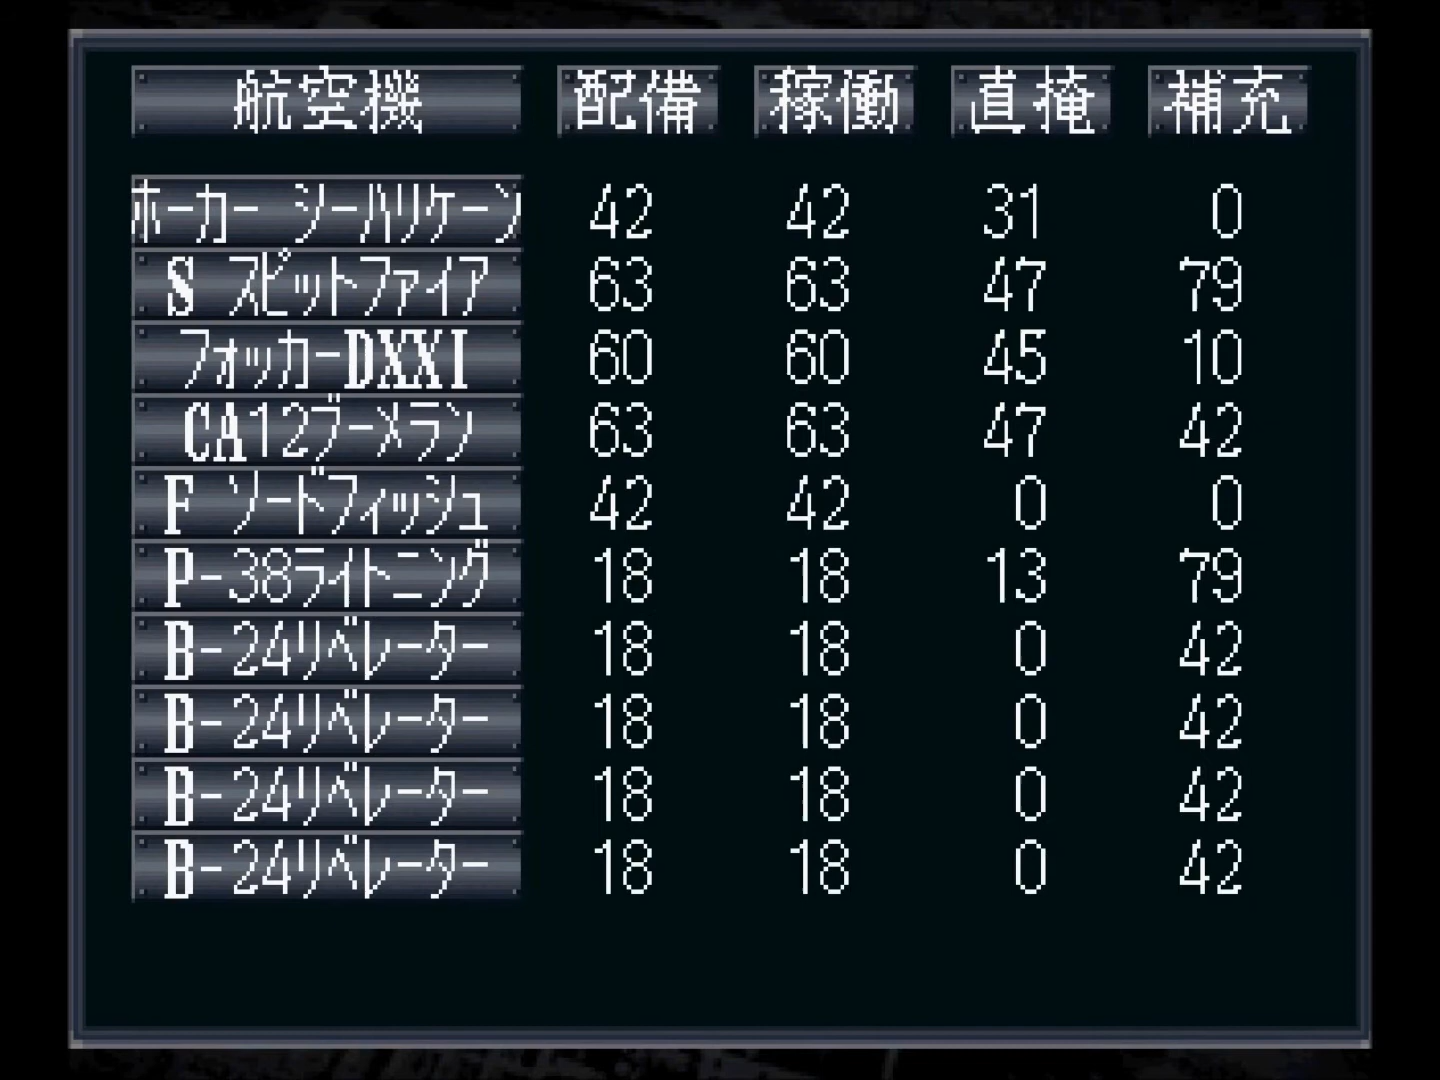 航空機 配備 稼働 直掩 補充
ホーカー シーハリケーン 42 42 31 0
S スピットファイア 63 63 47 79
フォッカーDXXI 60 60 45 10
CA12ブーメラン 63 63 47 42
F ソードフィッシュ 42 42 0 0
P-38ライトニング 18 18 13 79
B-24リベレーター 18 18 0 42
B-24リベレーター 18 18 0 42
B-24リベレーター 18 18 0 42
B-24リベレーター 18 18 0 42